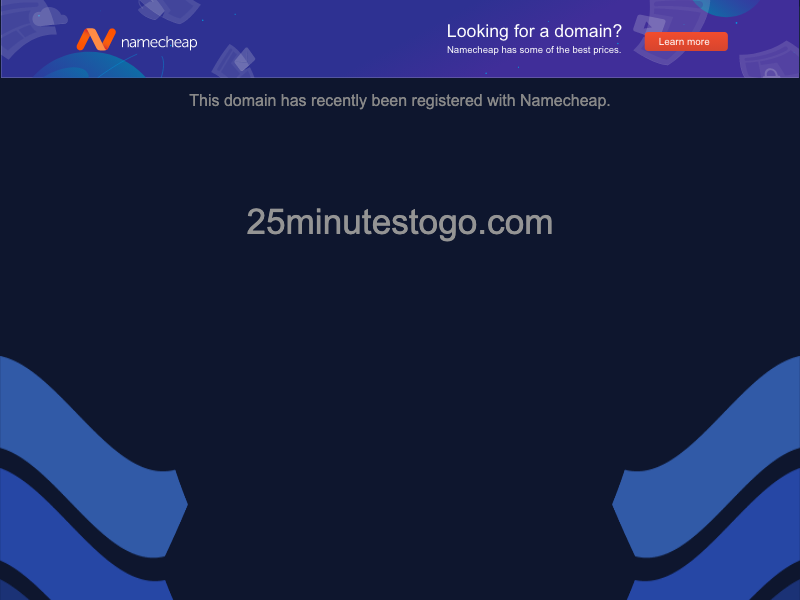 namecheap
Looking for a domain?
Namecheap has some of the best prices.
Learn more
This domain has recently been registered with Namecheap.
25minutestogo.com